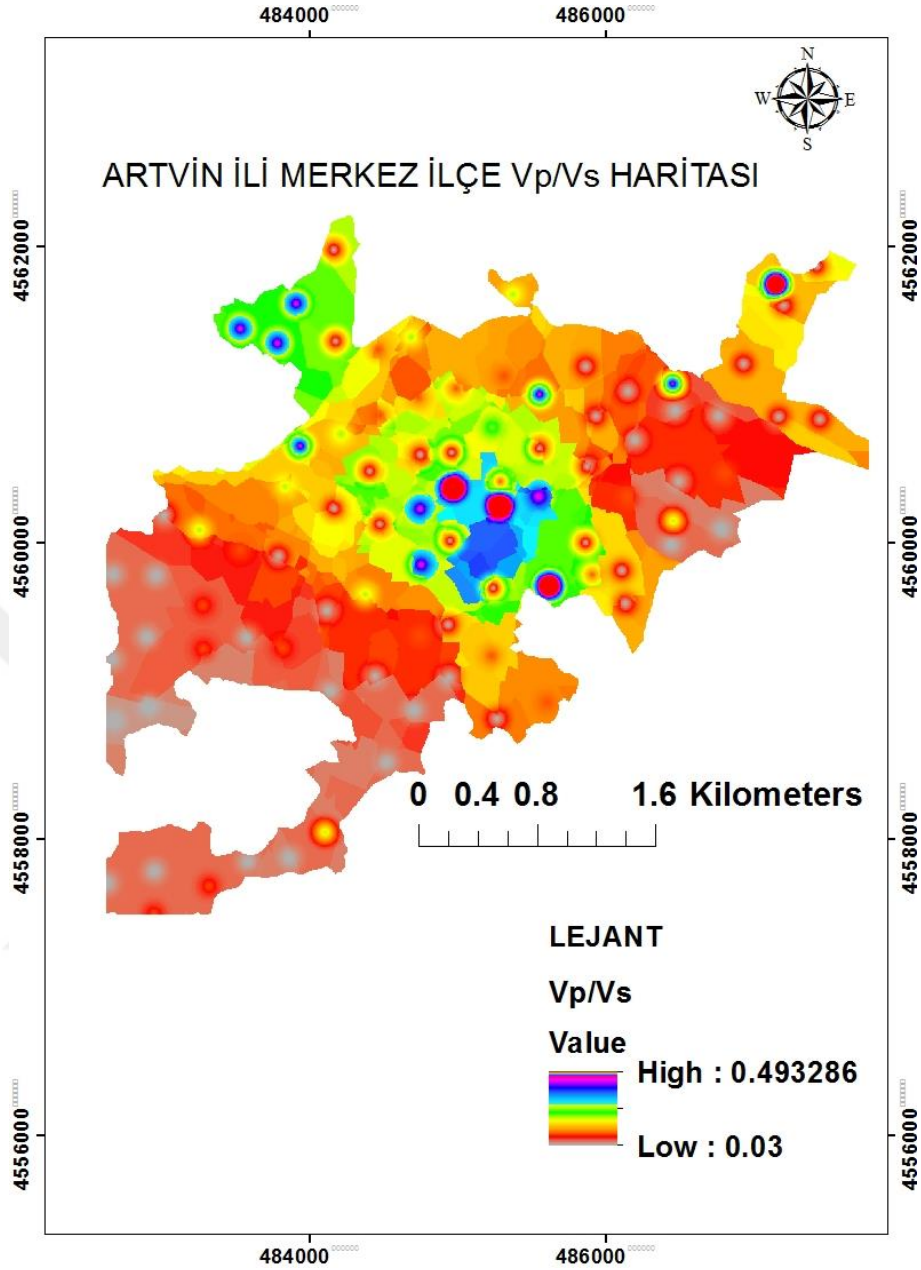 484000 486000
N
W E
S
ARTVİN İLİ MERKEZ İLÇE Vp/Vs HARİTASI
4562000 4562000
4560000 4560000
0 0.4 0.8 1.6 Kilometers
4558000 4558000
LEJANT
Vp/Vs
Value
High : 0.493286
Low : 0.03
4556000 4556000
484000 486000